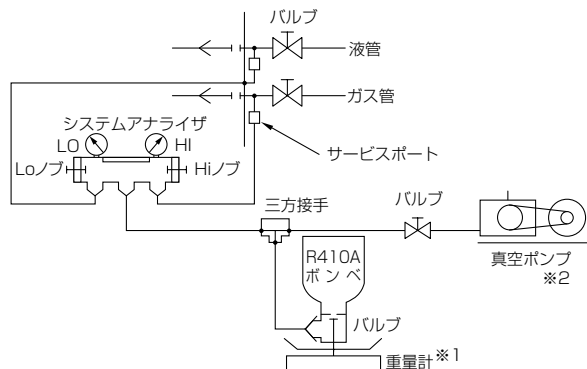 バルブ
液管
ガス管
システムアナライザ
LO
HI
Loノブ
Hiノブ
サービスポート
三方接手
バルブ
R410A
ボンベ
真空ポンプ
※2
バルブ
重量計※1